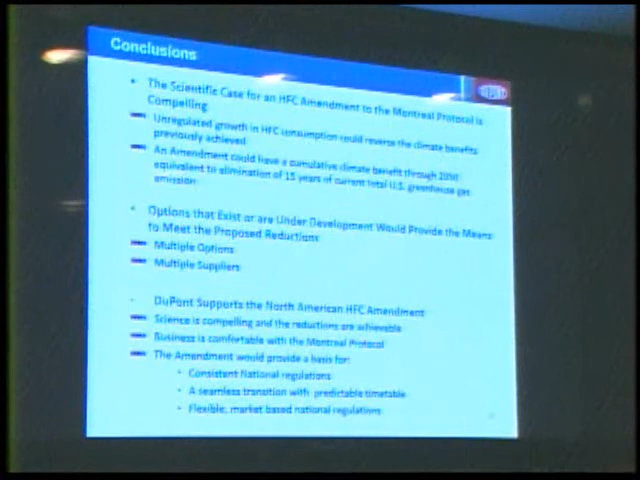 Conclusions
• The Scientific Case for an HFC Amendment to the Montreal Protocol is
Compelling
Unregulated growth in HFC consumption could reverse the climate benefits
previously achieved
An Amendment could have a cumulative climate benefit through 2050
equivalent to elimination of 15 years of current total U.S. greenhouse gas
emission
• Options that Exist or are Under Development Would Provide the Means
to Meet the Proposed Reductions
Multiple Options
Multiple Suppliers
• DuPont Supports the North American HFC Amendment
Science is compelling and the reductions are achievable
Business is comfortable with the Montreal Protocol
The Amendment would provide a basis for:
• Consistent National regulations
• A seamless transition with predictable timetable
• Flexible, market based national regulations